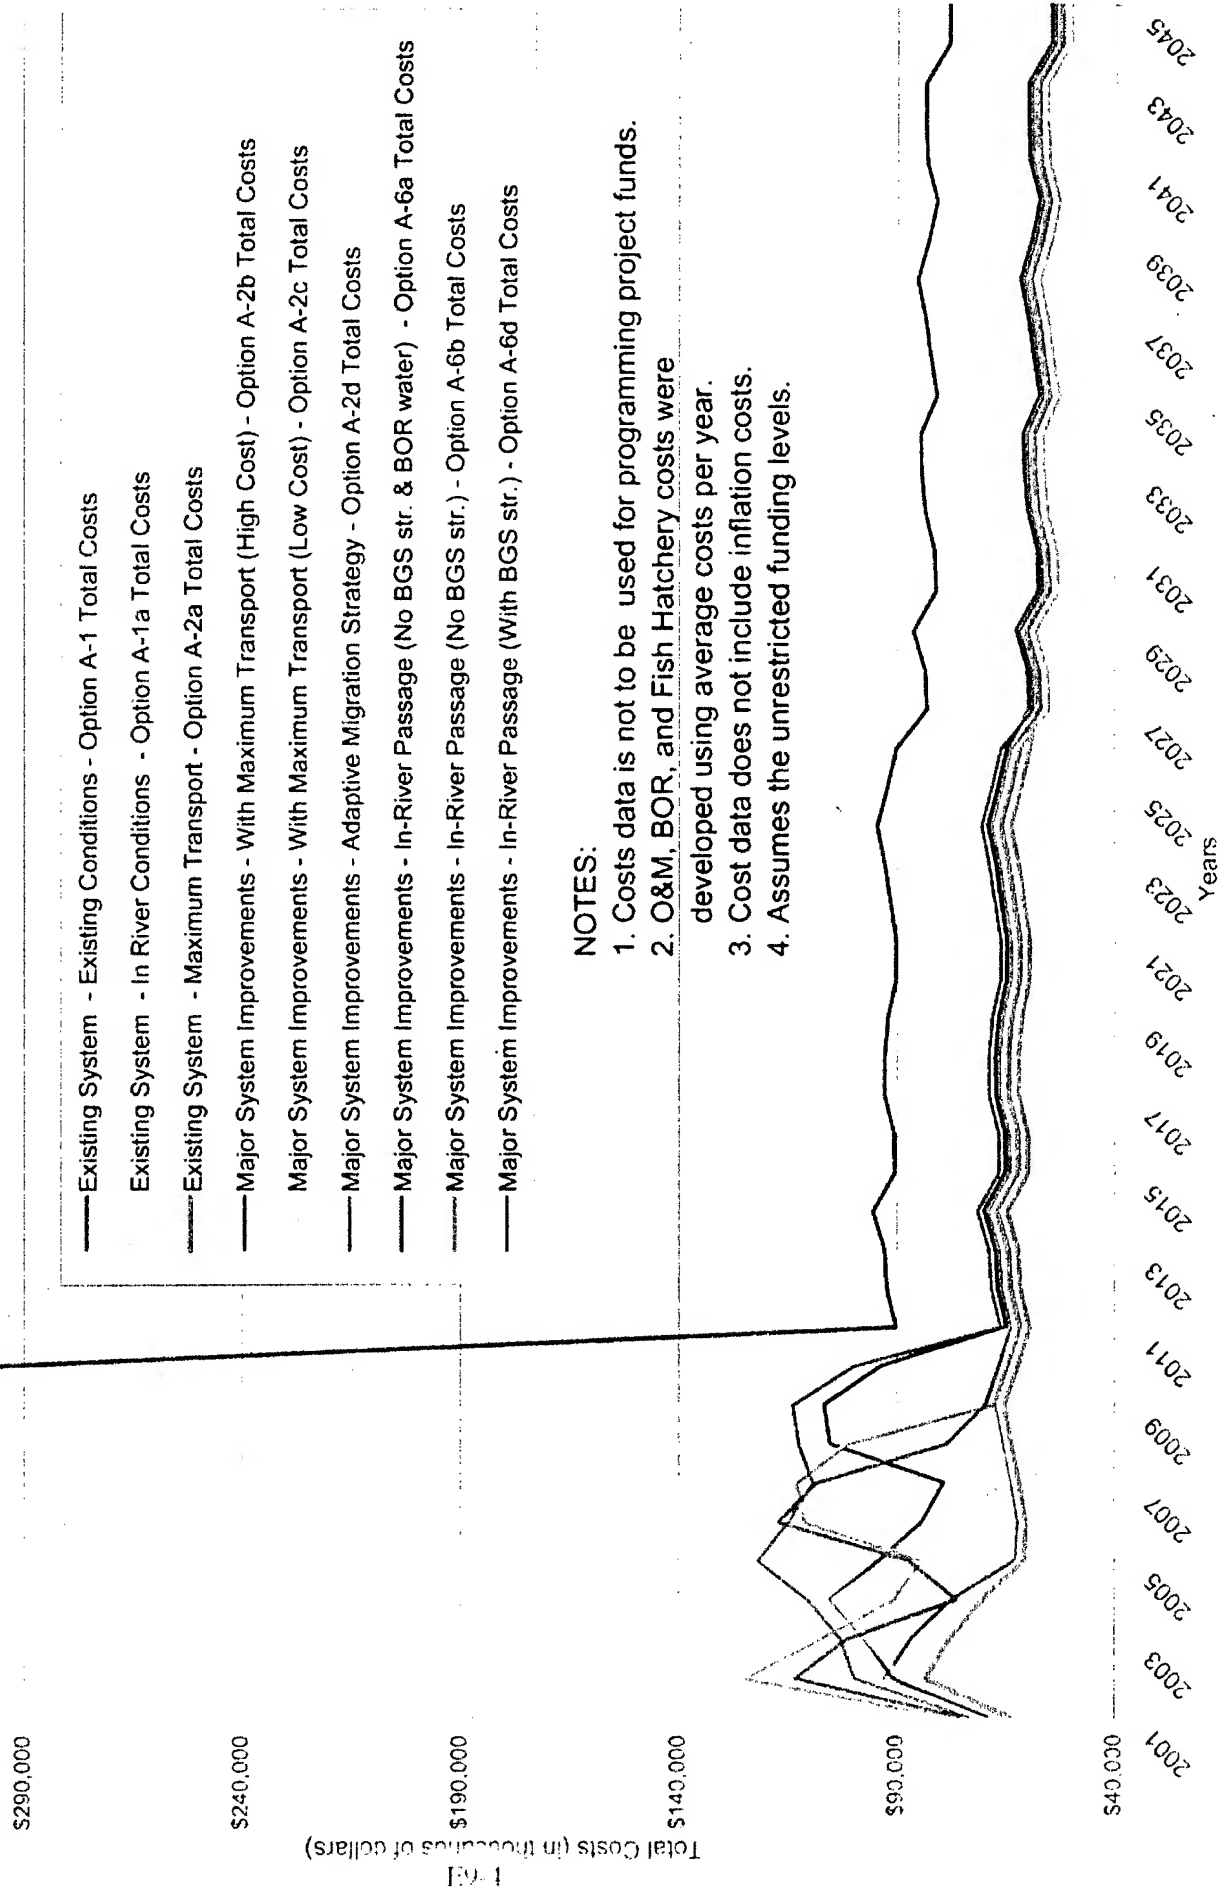 $290,000
$240,000
$190,000
$140,000
$90,000
$40,000
Total Costs (in thousands of dollars)
Existing System - Existing Conditions - Option A-1 Total Costs
Existing System - In River Conditions - Option A-1a Total Costs
Existing System - Maximum Transport - Option A-2a Total Costs
Major System Improvements - With Maximum Transport (High Cost) - Option A-2b Total Costs
Major System Improvements - With Maximum Transport (Low Cost) - Option A-2c Total Costs
Major System Improvements - Adaptive Migration Strategy - Option A-2d Total Costs
Major System Improvements - In-River Passage (No BGS str. & BOR water) - Option A-6a Total Costs
Major System Improvements - In-River Passage (No BGS str.) - Option A-6b Total Costs
Major System Improvements - In-River Passage (With BGS str.) - Option A-6d Total Costs
NOTES:
1. Costs data is not to be used for programming project funds.
2. O&M, BOR, and Fish Hatchery costs were
developed using average costs per year.
3. Cost data does not include inflation costs.
4. Assumes the unrestricted funding levels.
2001
2003
2005
2007
2009
2011
2013
2015
2017
2019
2021
2023
2025
2027
2029
2031
2033
2035
2037
2039
2041
2043
2045
Years